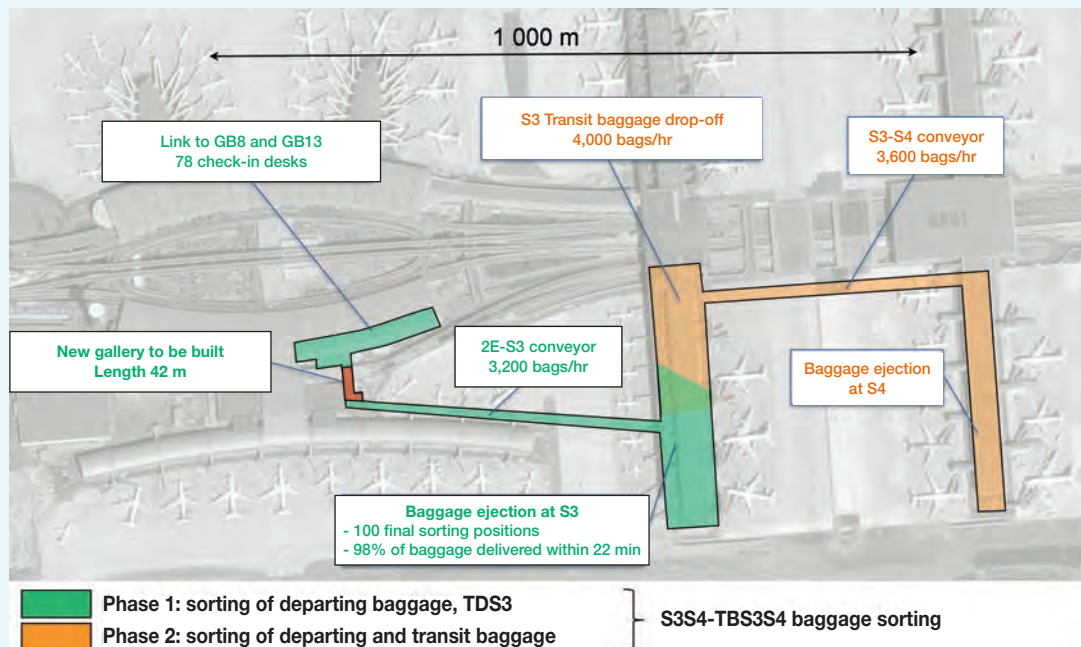 1 000 m
S3 Transit baggage drop-off
4,000 bags/hr
Link to GB8 and GB13
78 check-in desks
S3-S4 conveyor
3,600 bags/hr
New gallery to be built
Length 42 m
2E-S3 conveyor
3,200 bags/hr
Baggage ejection
at S4
Baggage ejection at S3
- 100 final sorting positions
- 98% of baggage delivered within 22 min
Phase 1: sorting of departing baggage, TDS3
Phase 2: sorting of departing and transit baggage
S3S4-TBS3S4 baggage sorting